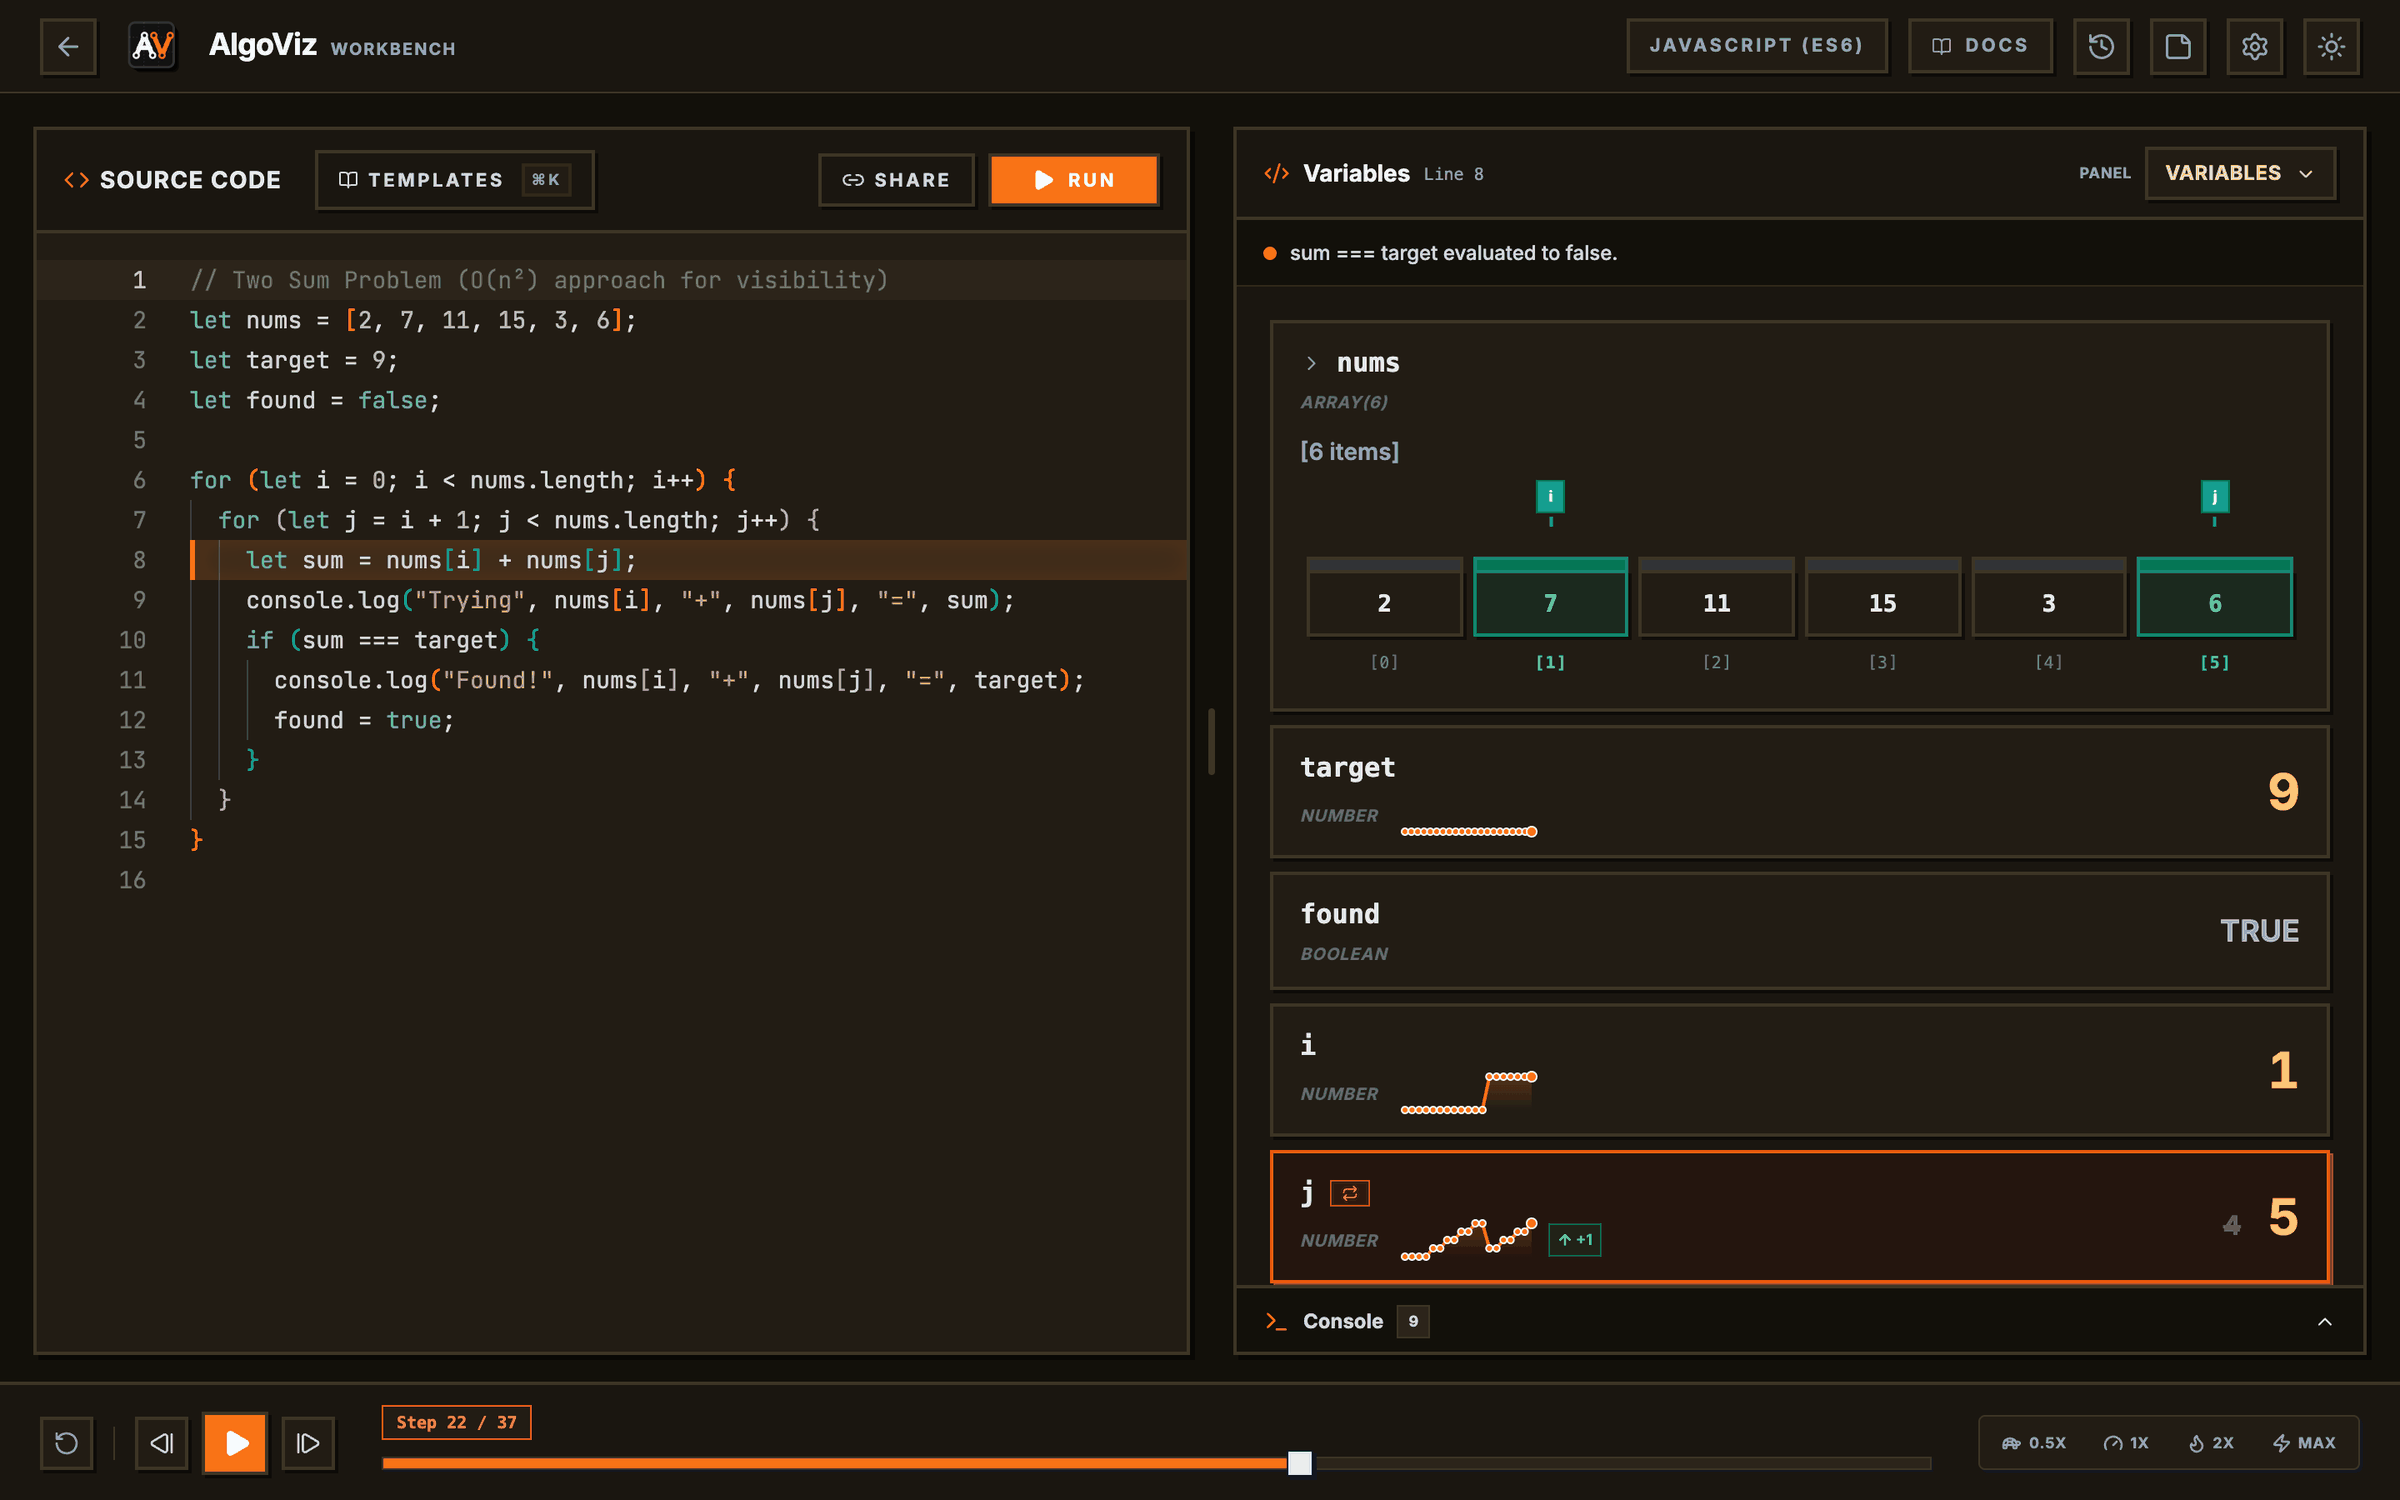 AV AlgoViz WORKBENCH
JAVASCRIPT (ES6)
DOCS
SOURCE CODE
TEMPLATES ⌘K
SHARE
RUN
1 // Two Sum Problem (O(n²) approach for visibility)
2 let nums = [2, 7, 11, 15, 3, 6];
3 let target = 9;
4 let found = false;
5
6 for (let i = 0; i < nums.length; i++) {
7 for (let j = i + 1; j < nums.length; j++) {
8 let sum = nums[i] + nums[j];
9 console.log("Trying", nums[i], "+", nums[j], "=", sum);
10 if (sum === target) {
11 console.log("Found!", nums[i], "+", nums[j], "=", target);
12 found = true;
13 }
14 }
15 }
16
Variables Line 8
PANEL VARIABLES
sum === target evaluated to false.
nums
ARRAY(6)
[6 items]
i j
2 7 11 15 3 6
[0] [1] [2] [3] [4] [5]
target
NUMBER
9
found
BOOLEAN
TRUE
i
NUMBER
1
j
NUMBER
+1
4 5
Console 9
Step 22 / 37
0.5X 1X 2X MAX